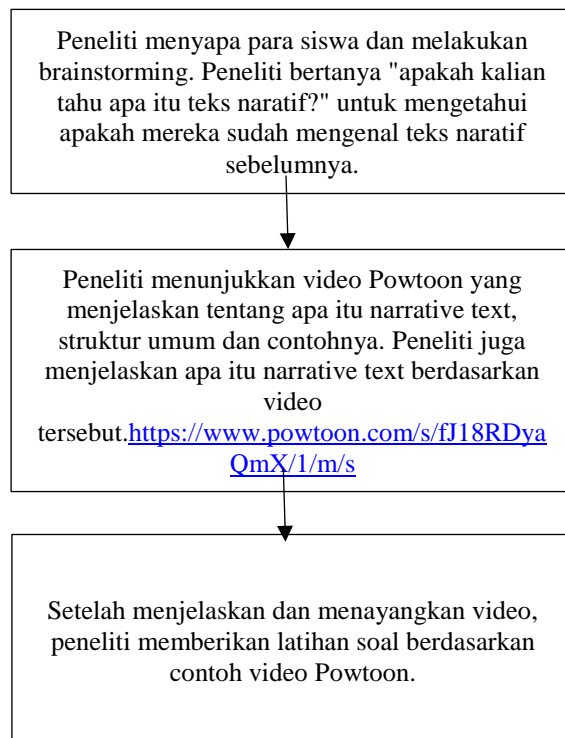 Peneliti menyapa para siswa dan melakukan
brainstorming. Peneliti bertanya "apakah kalian
tahu apa itu teks naratif?" untuk mengetahui
apakah mereka sudah mengenal teks naratif
sebelumnya.
Peneliti menunjukkan video Powtoon yang
menjelaskan tentang apa itu narrative text,
struktur umum dan contohnya. Peneliti juga
menjelaskan apa itu narrative text berdasarkan
video
tersebut.https://www.powtoon.com/s/fJ18RDya
QmX/1/m/s
Setelah menjelaskan dan menayangkan video,
peneliti memberikan latihan soal berdasarkan
contoh video Powtoon.